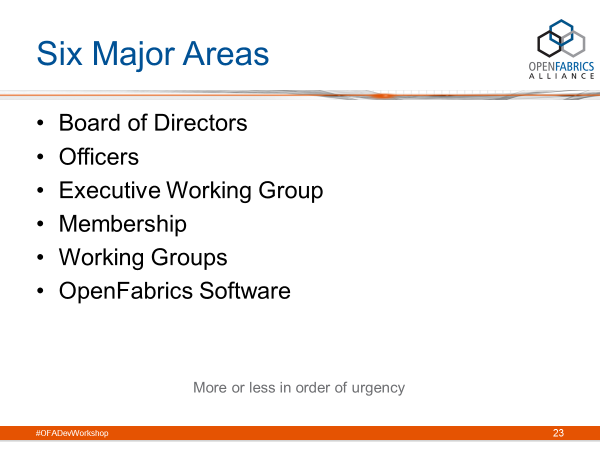 Six Major Areas
OPENFABRICS
ALLIANCE
• Board of Directors
• Officers
• Executive Working Group
• Membership
• Working Groups
• OpenFabrics Software
More or less in order of urgency
#OFADevWorkshop
23